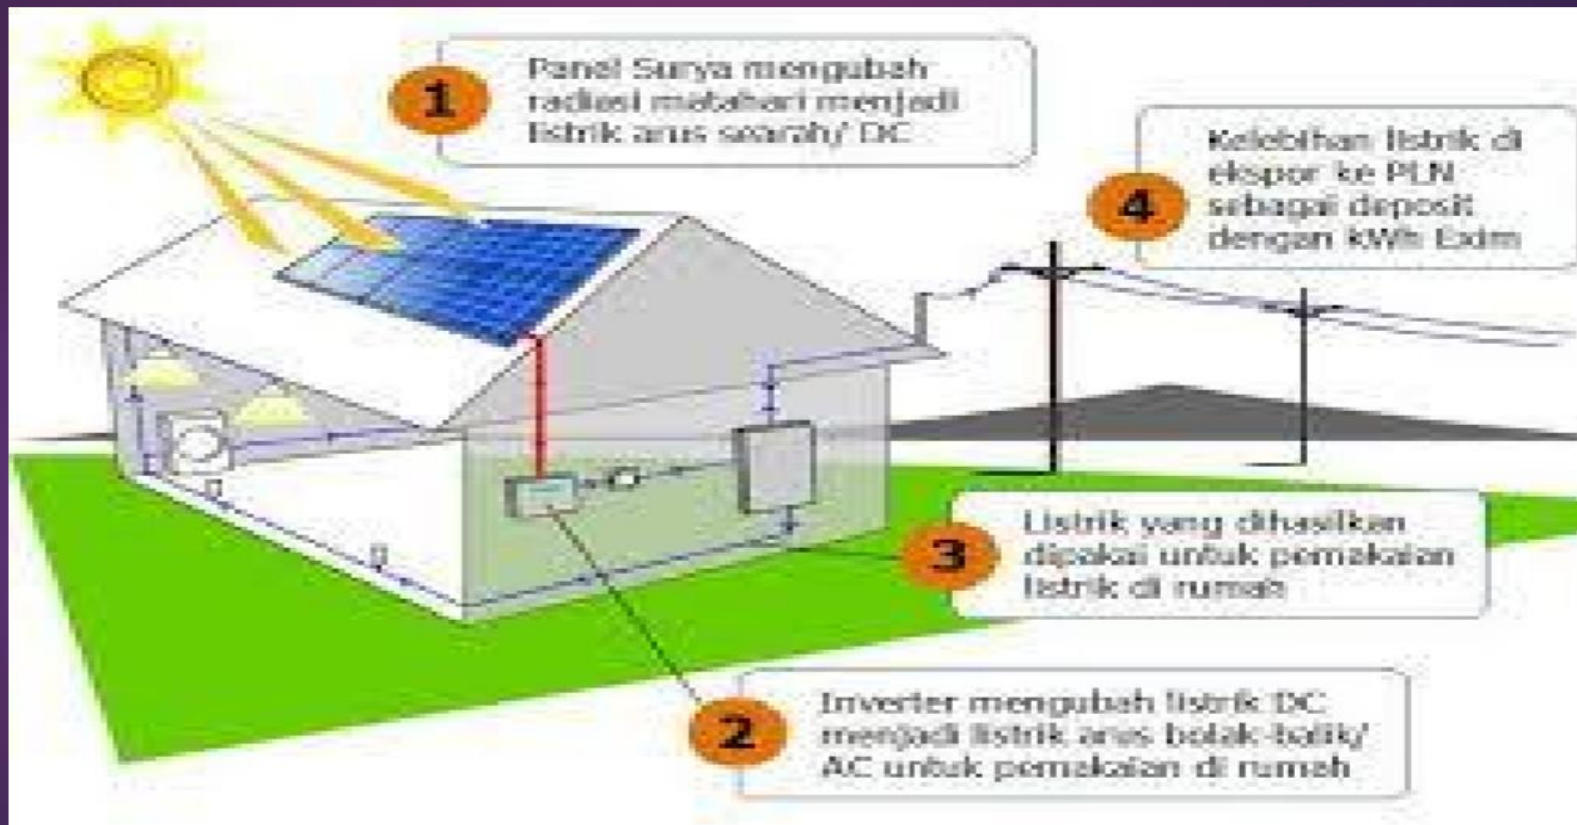 1
Panel Surya mengubah
radiasi matahari menjadi
listrik arus searah/ DC
4
Kelebihan listrik di
ekspor ke PLN
sebagai deposit
dengan kWh Exim
3
Listrik yang dihasilkan
dipakai untuk pemakaian
listrik di rumah
2
Inverter mengubah listrik DC
menjadi listrik arus bolak-balik/
AC untuk pemakaian di rumah